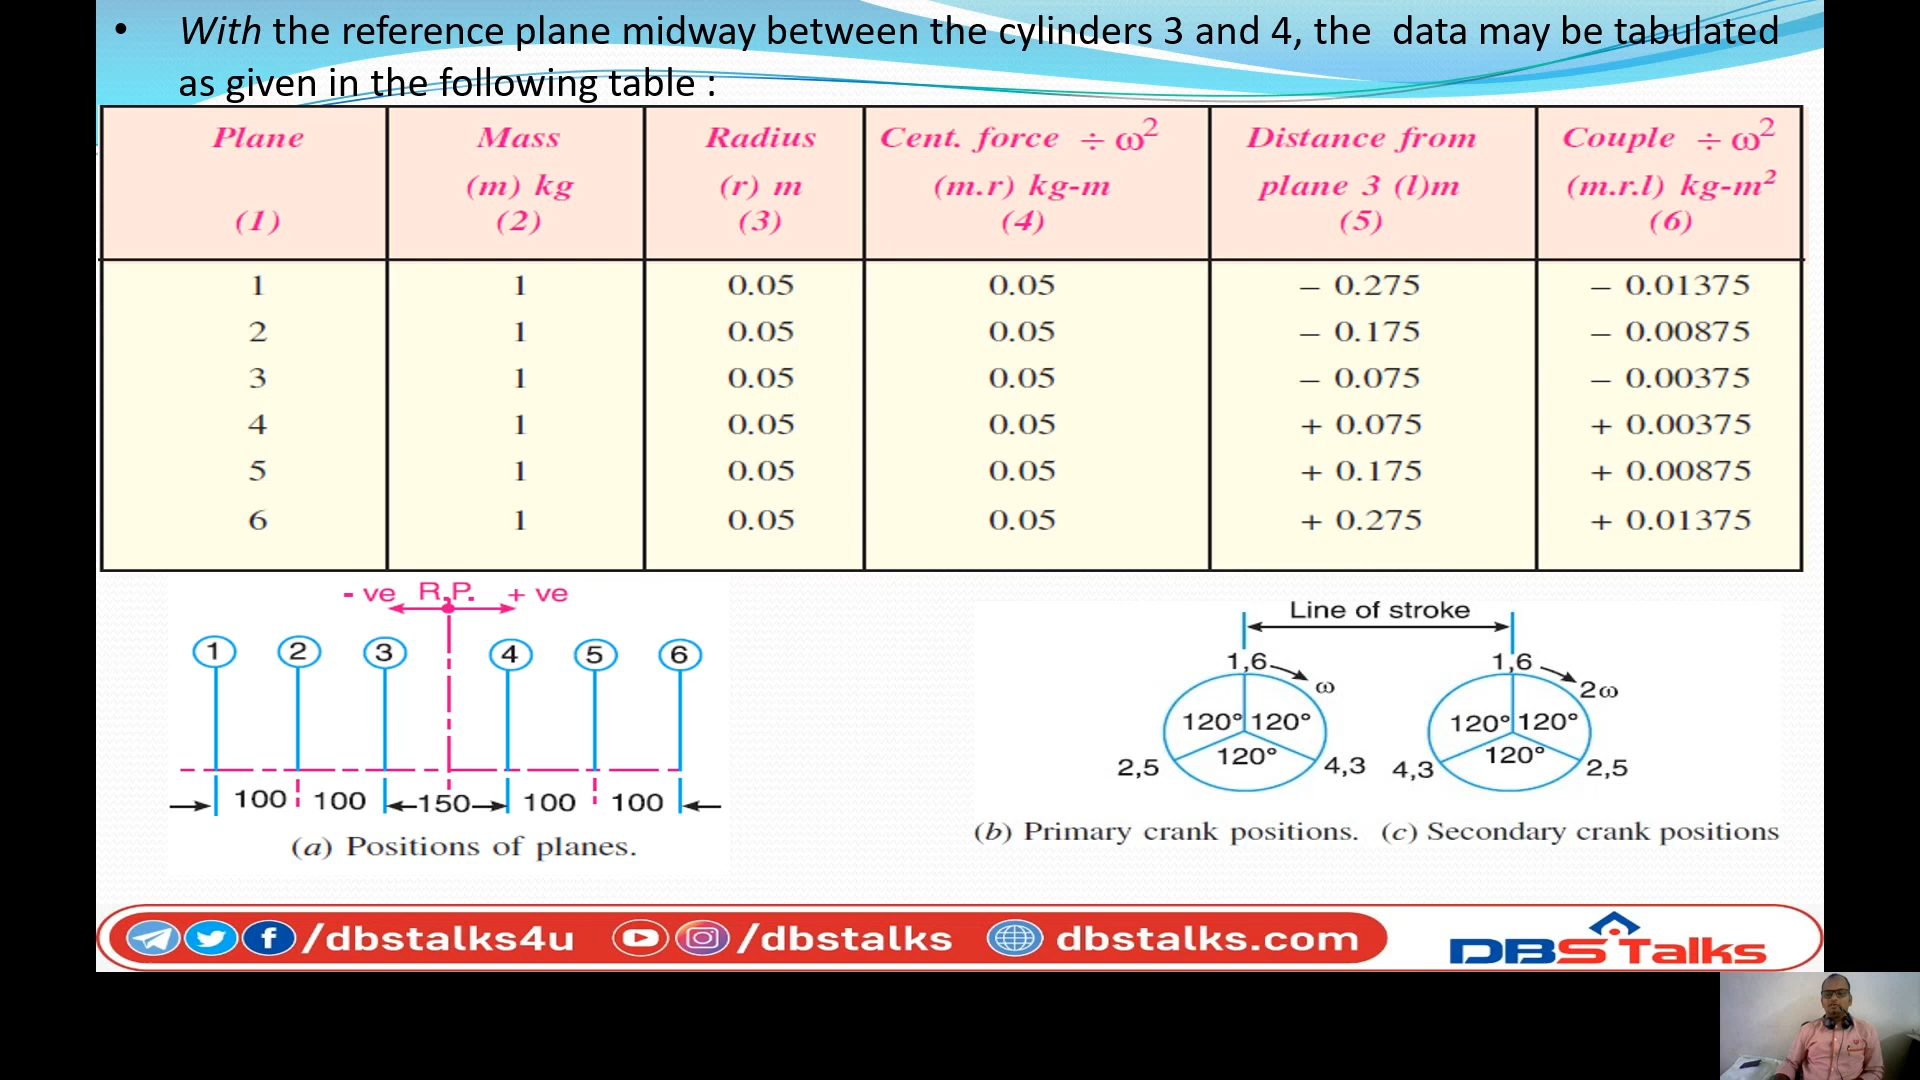 • With the reference plane midway between the cylinders 3 and 4, the data may be tabulated
as given in the following table :
Plane Mass Radius Cent. force ÷ ω² Distance from Couple ÷ ω²
(m) kg (r) m (m.r) kg-m plane 3 (l)m (m.r.l) kg-m²
(1) (2) (3) (4) (5) (6)
1 1 0.05 0.05 – 0.275 – 0.01375
2 1 0.05 0.05 – 0.175 – 0.00875
3 1 0.05 0.05 – 0.075 – 0.00375
4 1 0.05 0.05 + 0.075 + 0.00375
5 1 0.05 0.05 + 0.175 + 0.00875
6 1 0.05 0.05 + 0.275 + 0.01375
- ve R.P. + ve
1 2 3 4 5 6
100 100 150 100 100
(a) Positions of planes.
Line of stroke
1,6 ω
120° 120°
120°
2,5 4,3
1,6 2ω
120° 120°
120°
4,3 2,5
(b) Primary crank positions. (c) Secondary crank positions
/dbstalks4u /dbstalks dbstalks.com
DBS Talks